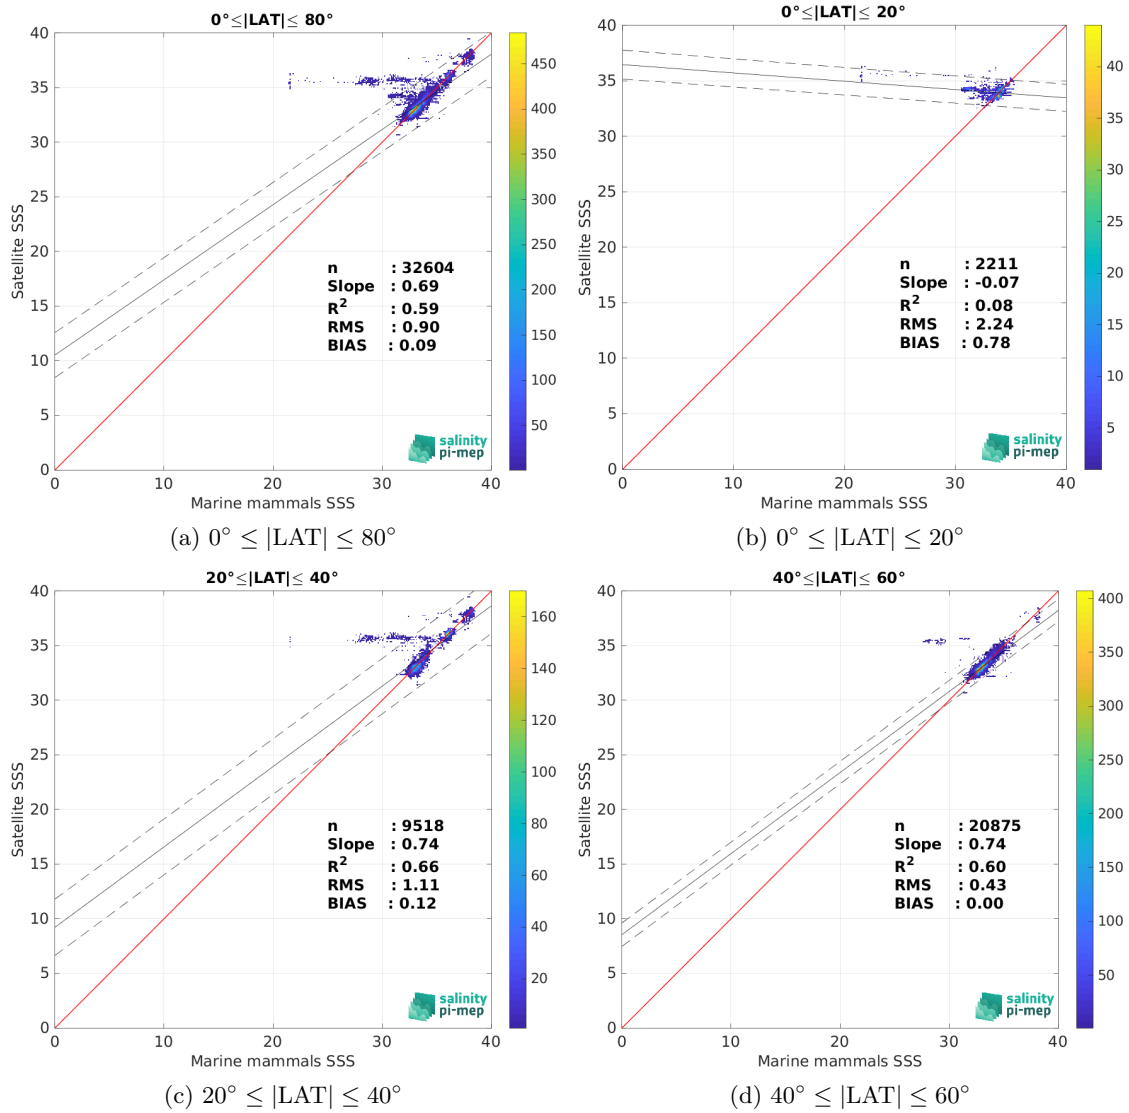 0°≤|LAT|≤ 80°
Satellite SSS
40
35
30
25
20
15
10
5
0
0
10
20
30
40
Marine mammals SSS
n : 32604
Slope : 0.69
R2 : 0.59
RMS : 0.90
BIAS : 0.09
salinity
pi-mep
450
400
350
300
250
200
150
100
50
(a) 0° ≤ |LAT| ≤ 80°
0°≤|LAT|≤ 20°
Satellite SSS
40
35
30
25
20
15
10
5
0
0
10
20
30
40
Marine mammals SSS
n : 2211
Slope : -0.07
R2 : 0.08
RMS : 2.24
BIAS : 0.78
salinity
pi-mep
40
35
30
25
20
15
10
5
(b) 0° ≤ |LAT| ≤ 20°
20°≤|LAT|≤ 40°
Satellite SSS
40
35
30
25
20
15
10
5
0
0
10
20
30
40
Marine mammals SSS
n : 9518
Slope : 0.74
R2 : 0.66
RMS : 1.11
BIAS : 0.12
salinity
pi-mep
160
140
120
100
80
60
40
20
(c) 20° ≤ |LAT| ≤ 40°
40°≤|LAT|≤ 60°
Satellite SSS
40
35
30
25
20
15
10
5
0
0
10
20
30
40
Marine mammals SSS
n : 20875
Slope : 0.74
R2 : 0.60
RMS : 0.43
BIAS : 0.00
salinity
pi-mep
400
350
300
250
200
150
100
50
(d) 40° ≤ |LAT| ≤ 60°